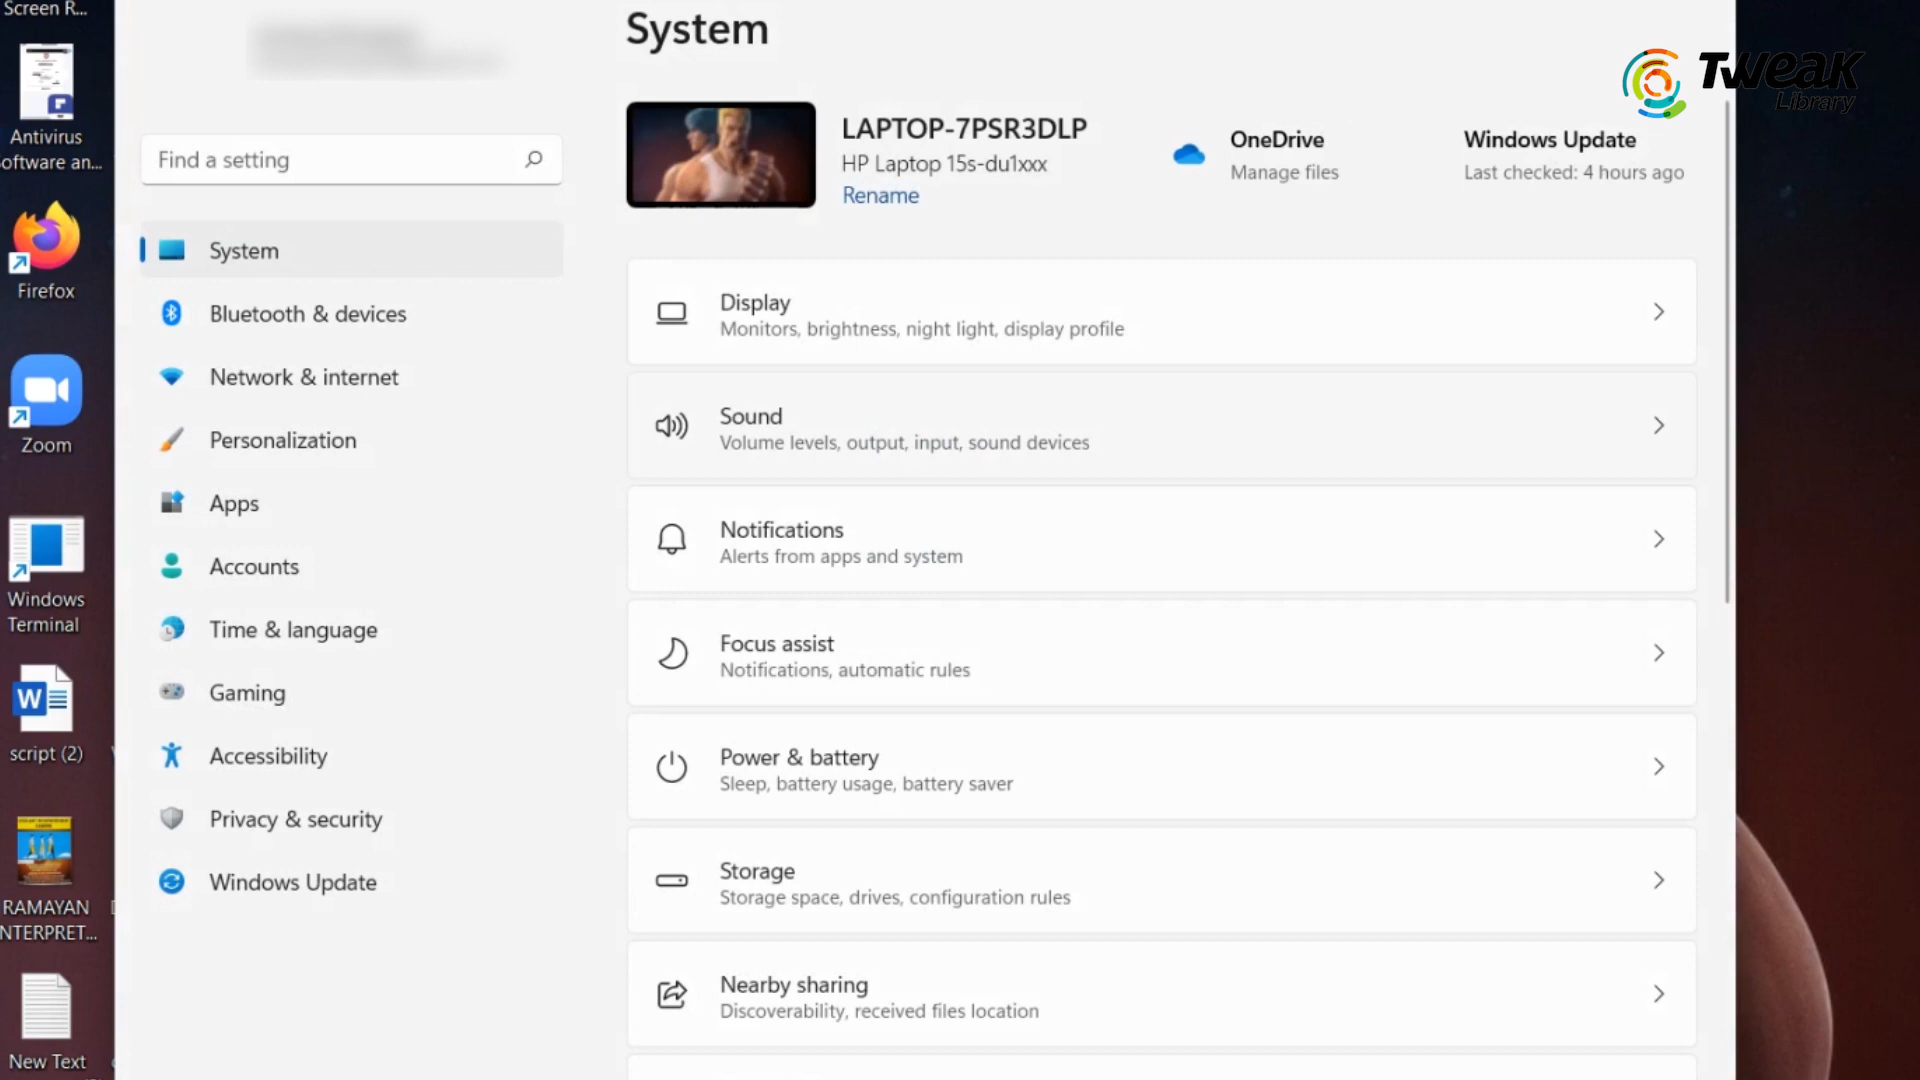 Screen R...
Antivirus
oftware an...
Firefox
Zoom
Windows
Terminal
script (2)
RAMAYAN
NTERPRET...
New Text
Find a setting
System
Bluetooth & devices
Network & internet
Personalization
Apps
Accounts
Time & language
Gaming
Accessibility
Privacy & security
Windows Update
System
LAPTOP-7PSR3DLP
HP Laptop 15s-du1xxx
Rename
OneDrive
Manage files
Windows Update
Last checked: 4 hours ago
Tweak
Library
Display
Monitors, brightness, night light, display profile
Sound
Volume levels, output, input, sound devices
Notifications
Alerts from apps and system
Focus assist
Notifications, automatic rules
Power & battery
Sleep, battery usage, battery saver
Storage
Storage space, drives, configuration rules
Nearby sharing
Discoverability, received files location